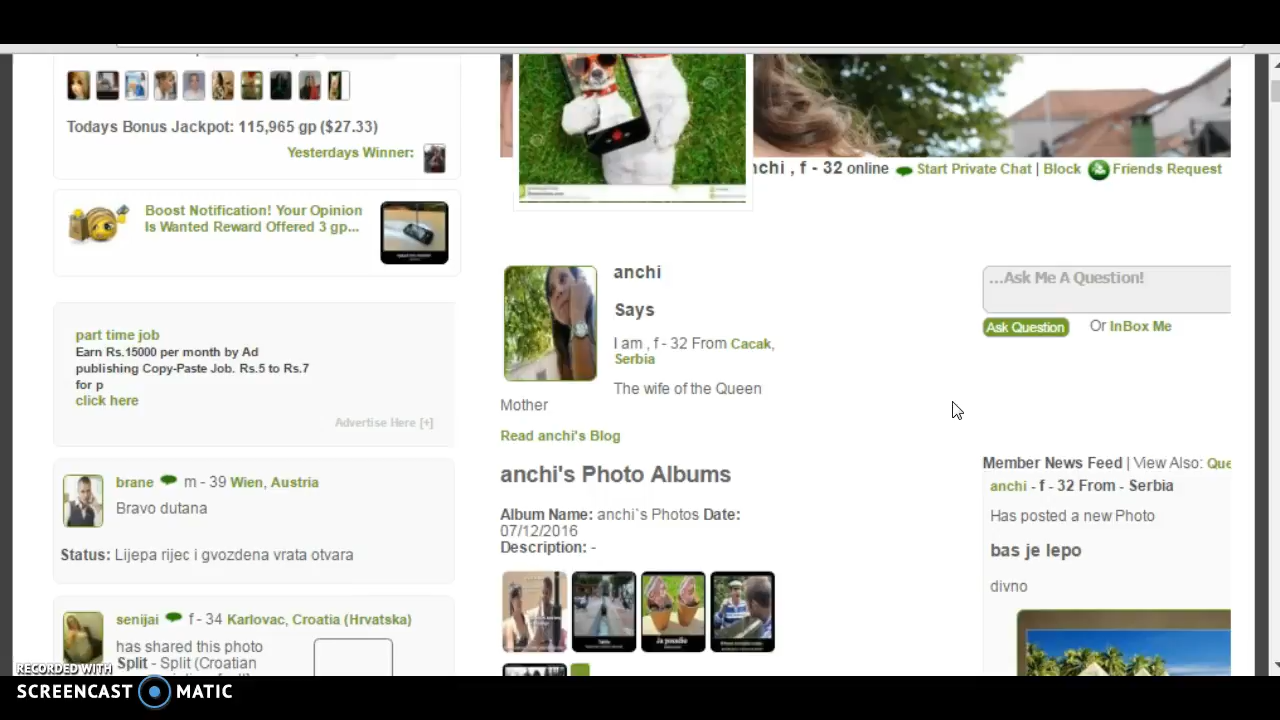 Todays Bonus Jackpot: 115,965 gp ($27.33)
Yesterdays Winner:
Boost Notification! Your Opinion
Is Wanted Reward Offered 3 gp...
part time job
Earn Rs.15000 per month by Ad
publishing Copy-Paste Job. Rs.5 to Rs.7
for p
click here
Advertise Here [+]
brane m - 39 Wien, Austria
Bravo dutana
Status: Lijepa rijec i gvozdena vrata otvara
senijai f - 34 Karlovac, Croatia (Hrvatska)
has shared this photo
Split - Split (Croatian
nchi , f - 32 online Start Private Chat | Block Friends Request
anchi
Says
I am , f - 32 From Cacak,
Serbia
The wife of the Queen
Mother
Read anchi's Blog
anchi's Photo Albums
Album Name: anchi`s Photos Date:
07/12/2016
Description: -
...Ask Me A Question!
Ask Question Or InBox Me
Member News Feed | View Also: Que
anchi - f - 32 From - Serbia
Has posted a new Photo
bas je lepo
divno
RECORDED WITH
SCREENCAST MATIC